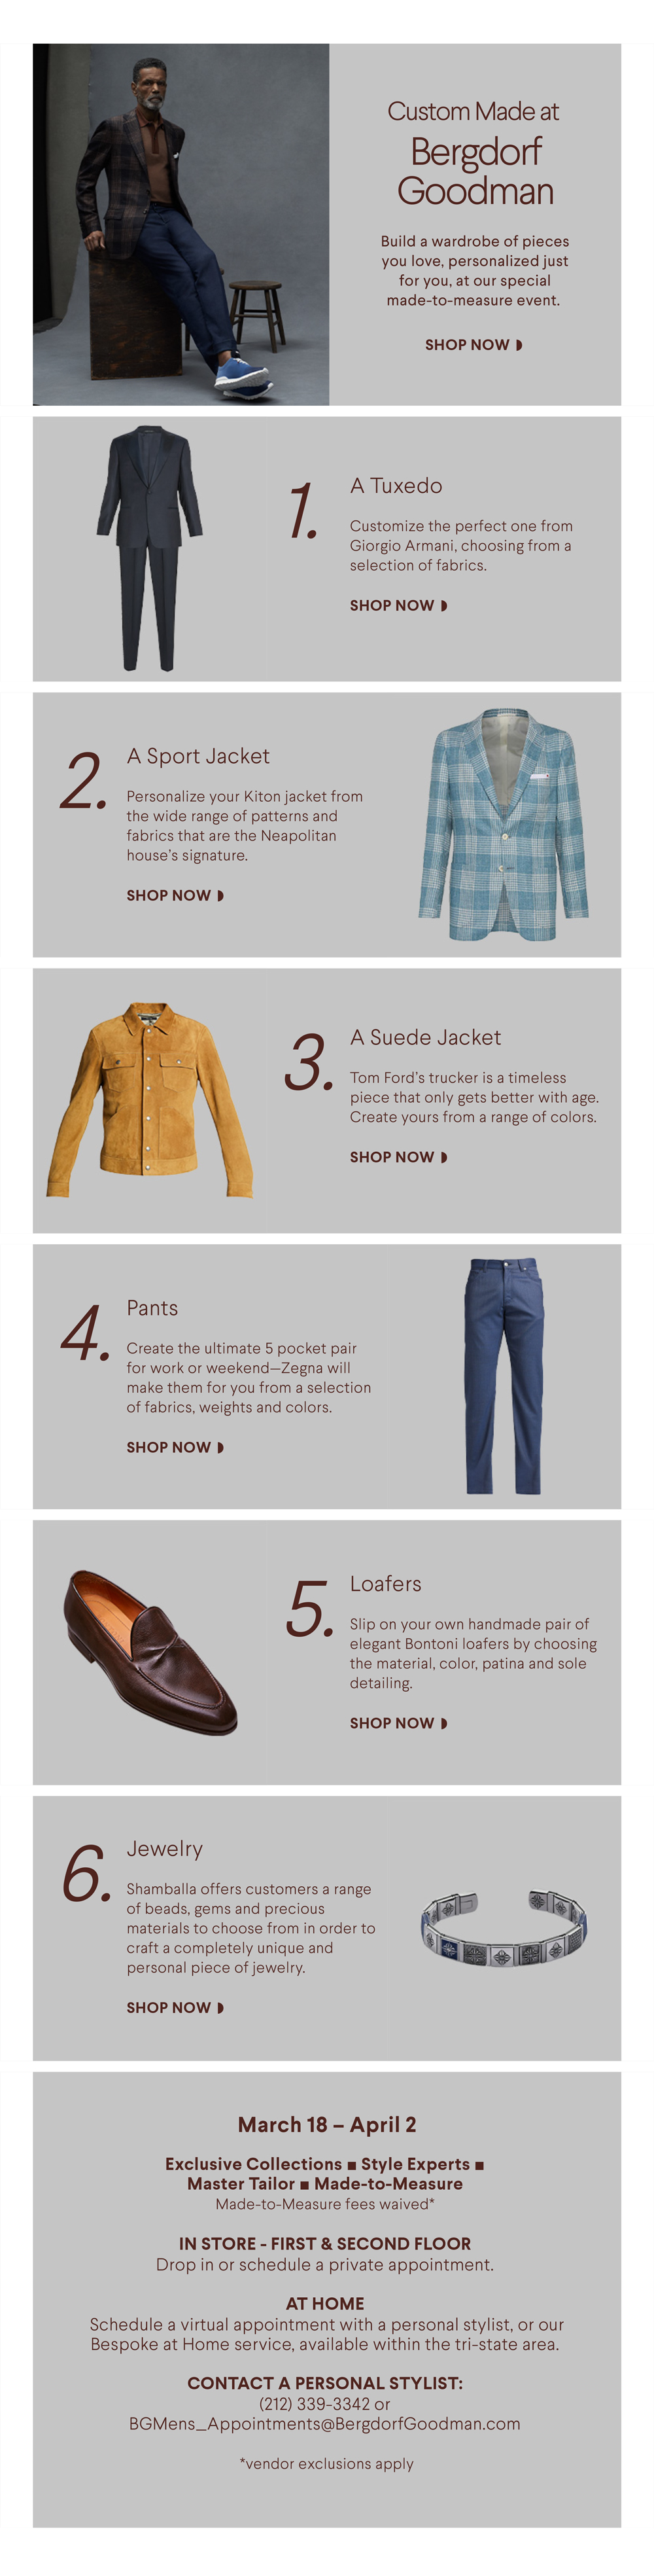 Custom Made at
Bergdorf
Goodman
Build a wardrobe of pieces
you love, personalized just
for you, at our special
made-to-measure event.
SHOP NOW
1.
A Tuxedo
Customize the perfect one from
Giorgio Armani, choosing from a
selection of fabrics.
SHOP NOW
2.
A Sport Jacket
Personalize your Kiton jacket from
the wide range of patterns and
fabrics that are the Neapolitan
house's signature.
SHOP NOW
3.
A Suede Jacket
Tom Ford's trucker is a timeless
piece that only gets better with age.
Create yours from a range of colors.
SHOP NOW
4.
Pants
Create the ultimate 5 pocket pair
for work or weekend—Zegna will
make them for you from a selection
of fabrics, weights and colors.
SHOP NOW
5.
Loafers
Slip on your own handmade pair of
elegant Bontoni loafers by choosing
the material, color, patina and sole
detailing.
SHOP NOW
6.
Jewelry
Shamballa offers customers a range
of beads, gems and precious
materials to choose from in order to
craft a completely unique and
personal piece of jewelry.
SHOP NOW
March 18 – April 2
Exclusive Collections ■ Style Experts ■
Master Tailor ■ Made-to-Measure
Made-to-Measure fees waived*
IN STORE - FIRST & SECOND FLOOR
Drop in or schedule a private appointment.
AT HOME
Schedule a virtual appointment with a personal stylist, or our
Bespoke at Home service, available within the tri-state area.
CONTACT A PERSONAL STYLIST:
(212) 339-3342 or
BGMens_Appointments@BergdorfGoodman.com
*vendor exclusions apply